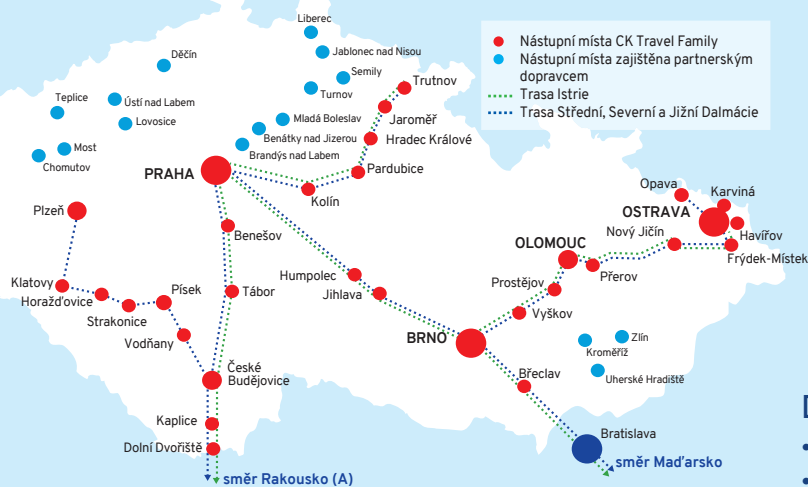 Liberec
Nástupní místa CK Travel Family
Nástupní místa zajištěna partnerským
dopravcem
Trasa Istrie
Trasa Střední, Severní a Jižní Dalmácie
Děčín
Jablonec nad Nisou
Semily
Trutnov
Teplice
Ústí nad Labem
Turnov
Jaroměř
Lovosice
Mladá Boleslav
Hradec Králové
Most
Benátky nad Jizerou
Chomutov
Brandýs nad Labem
Pardubice
PRAHA
Kolín
Opava
Karviná
Plzeň
OSTRAVA
Benešov
Nový Jičín
Havířov
OLOMOUC
Frýdek-Místek
Humpolec
Přerov
Klatovy
Písek
Tábor
Jihlava
Prostějov
Horažďovice
Strakonice
Vyškov
Vodňany
BRNO
Zlín
Kroměříž
České
Budějovice
Břeclav
Uherské Hradiště
Kaplice
Bratislava
Dolní Dvořiště
směr Maďarsko
směr Rakousko (A)